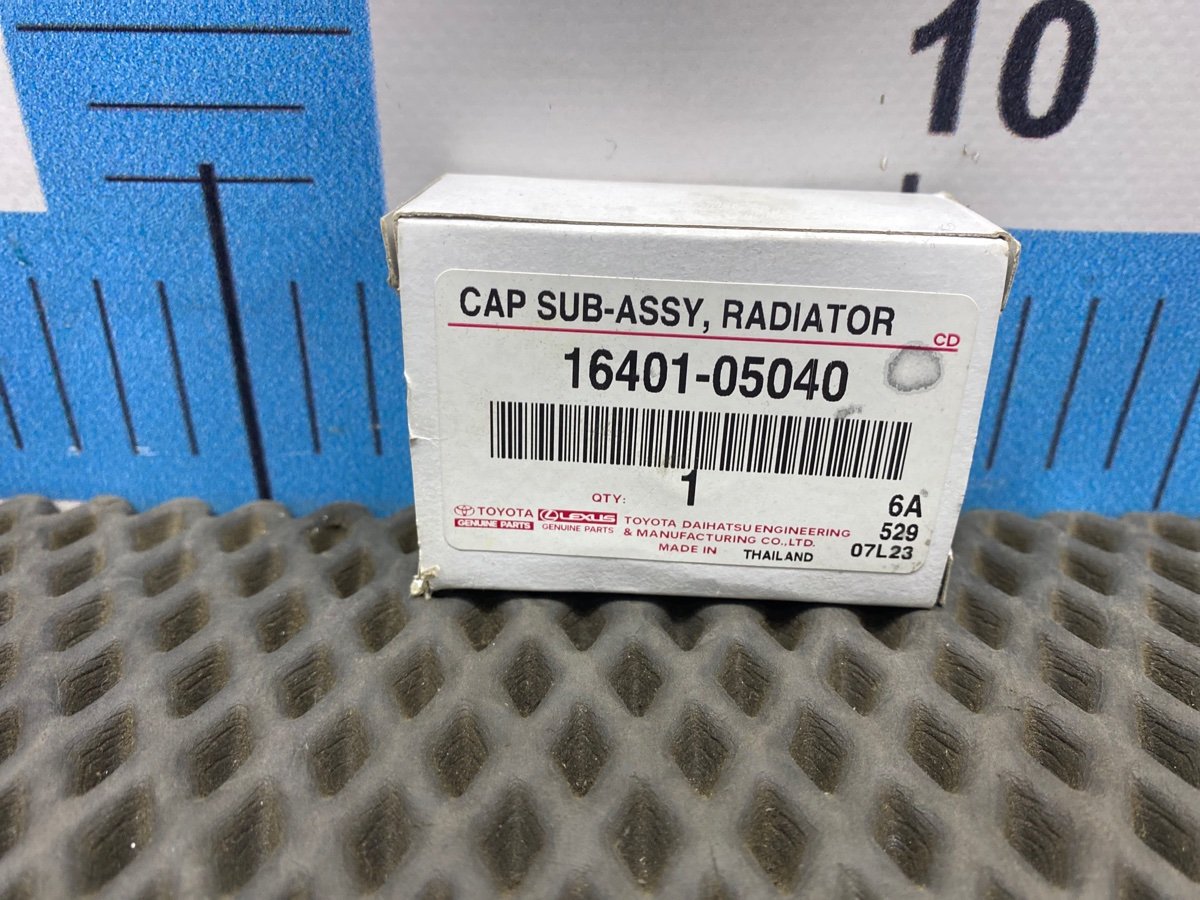 10
CAP SUB-ASSY, RADIATOR
CD
16401-05040
QTY: 1
6A
TOYOTA
GENUINE PARTS
LEXUS
GENUINE PARTS
TOYOTA DAIHATSU ENGINEERING
& MANUFACTURING CO.,LTD.
MADE IN THAILAND
529
07L23